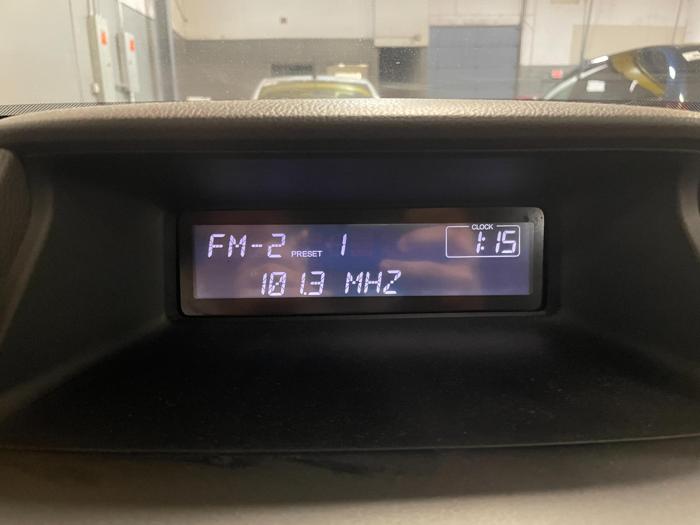 CLOCK
FM-2 PRESET 1 1:15
101.3 MHZ